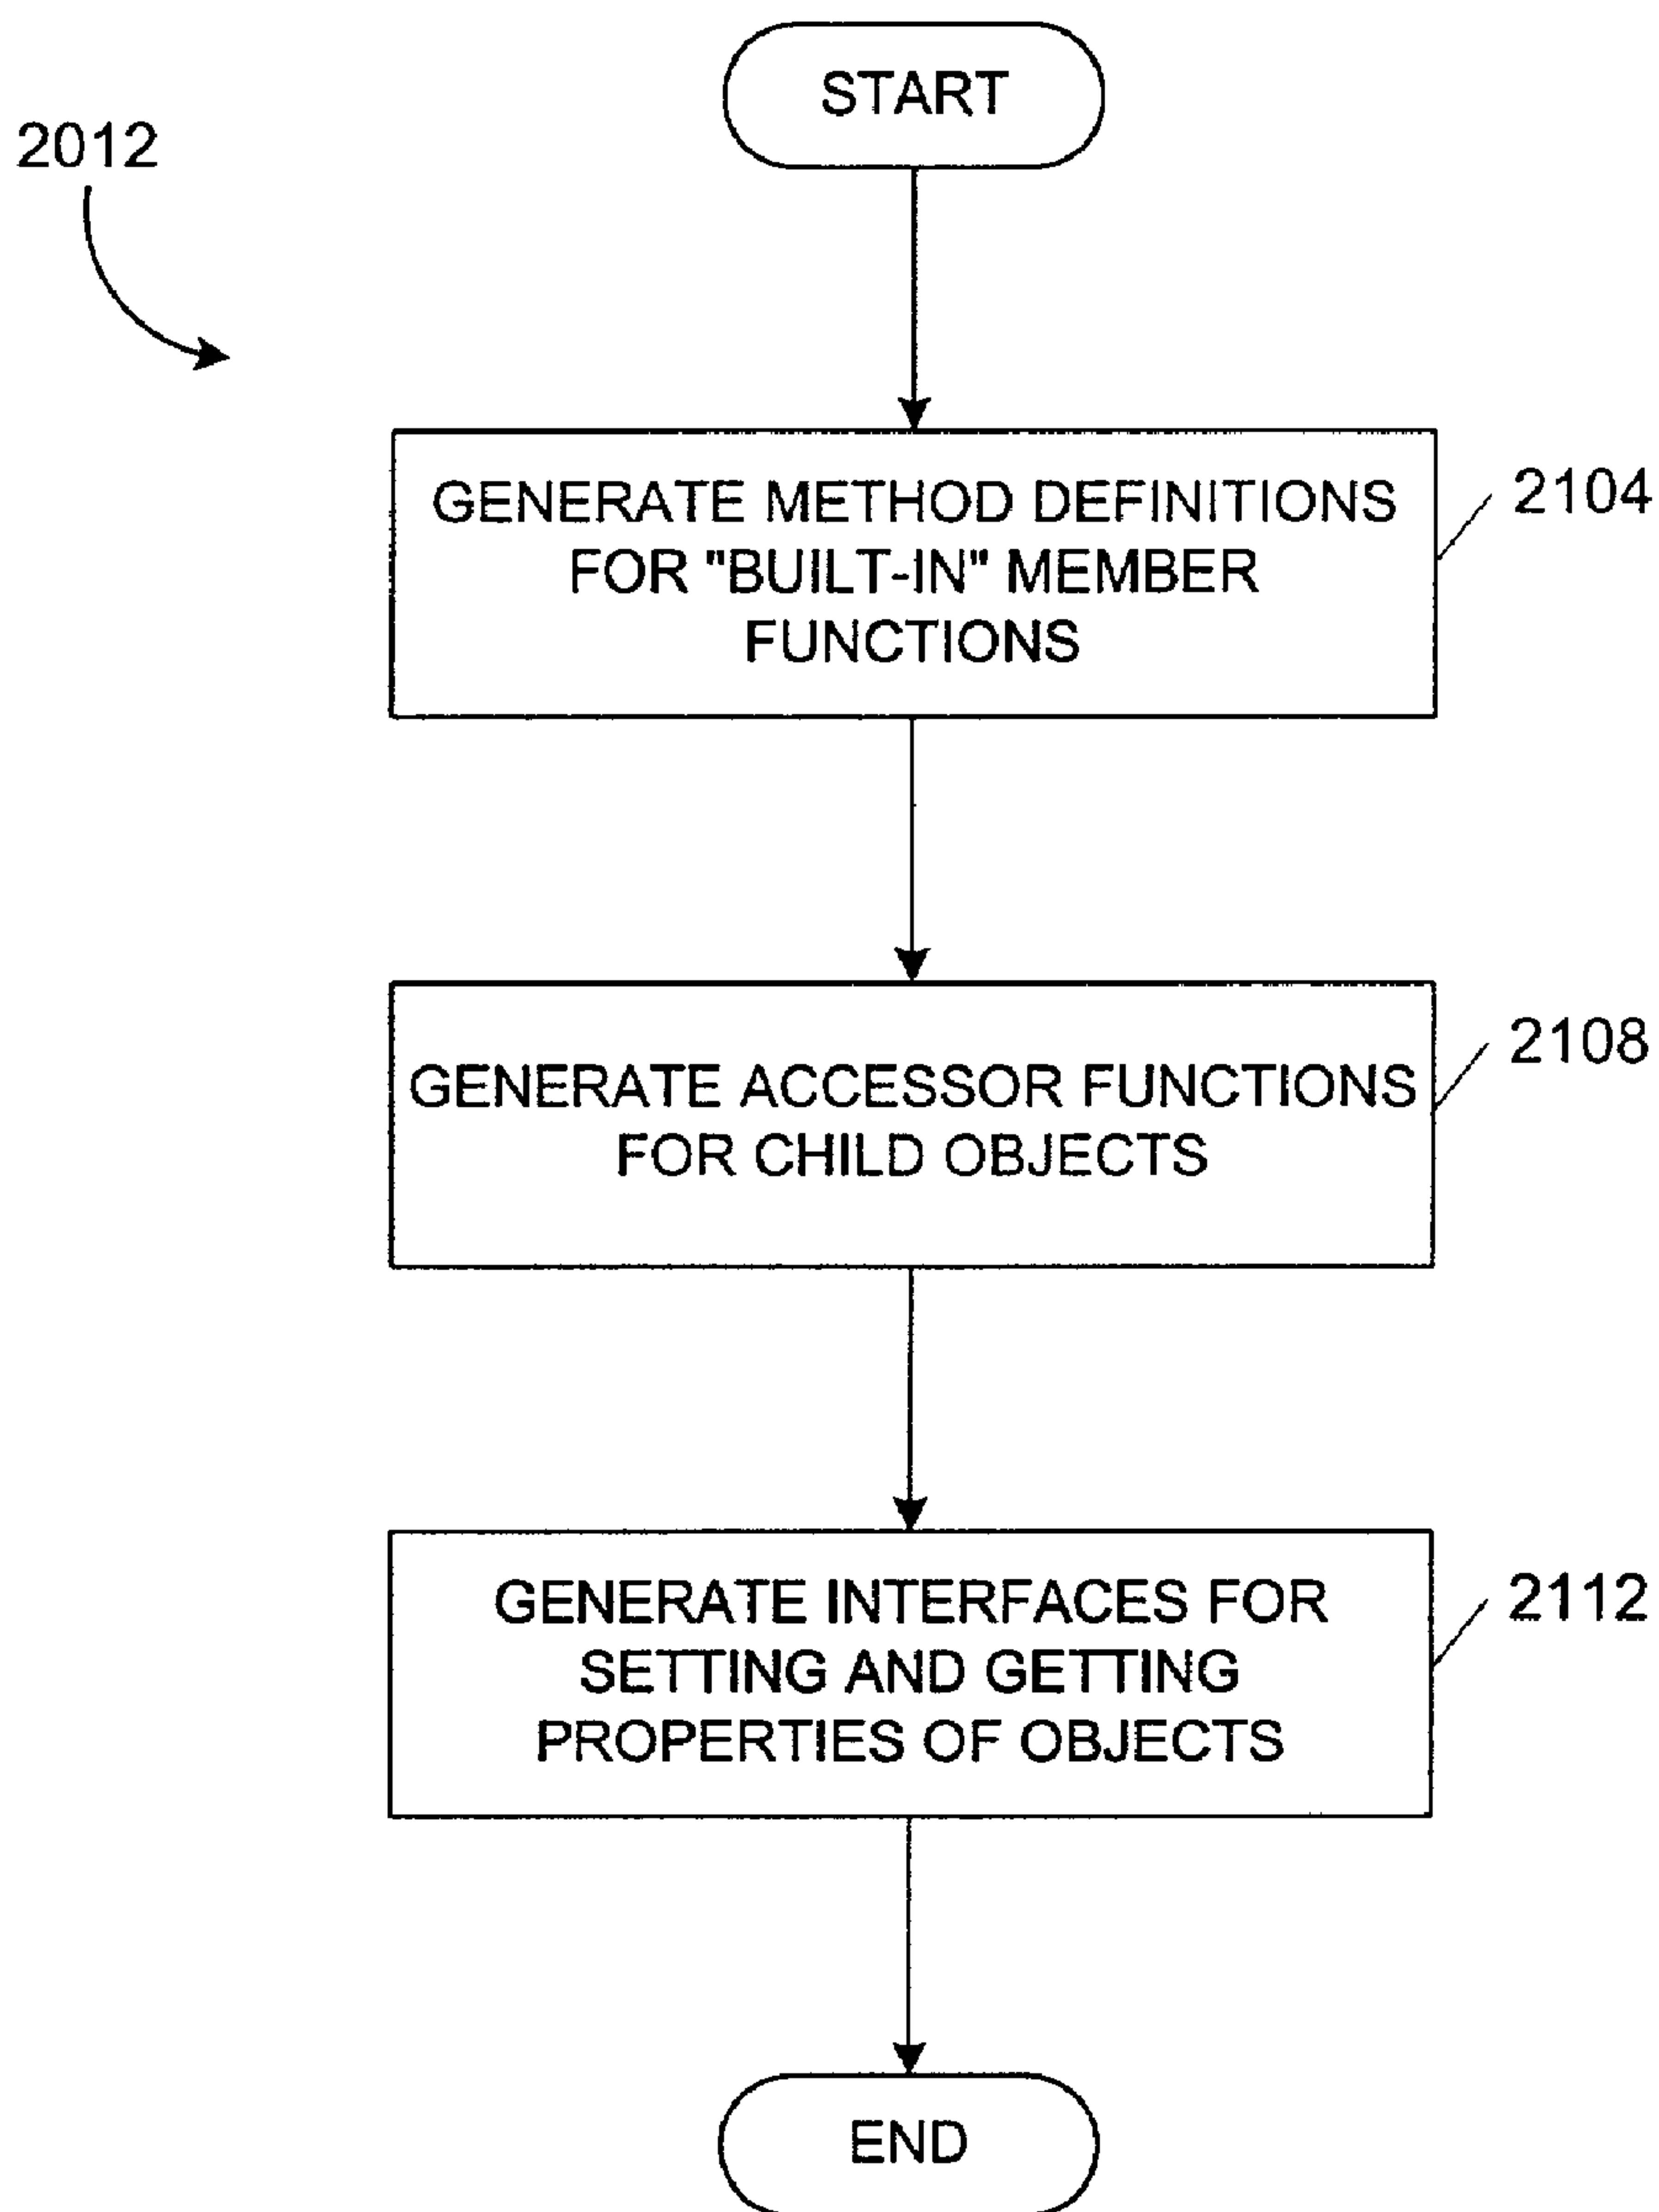 START
2012
GENERATE METHOD DEFINITIONS
FOR "BUILT-IN" MEMBER
FUNCTIONS
2104
GENERATE ACCESSOR FUNCTIONS
FOR CHILD OBJECTS
2108
GENERATE INTERFACES FOR
SETTING AND GETTING
PROPERTIES OF OBJECTS
2112
END